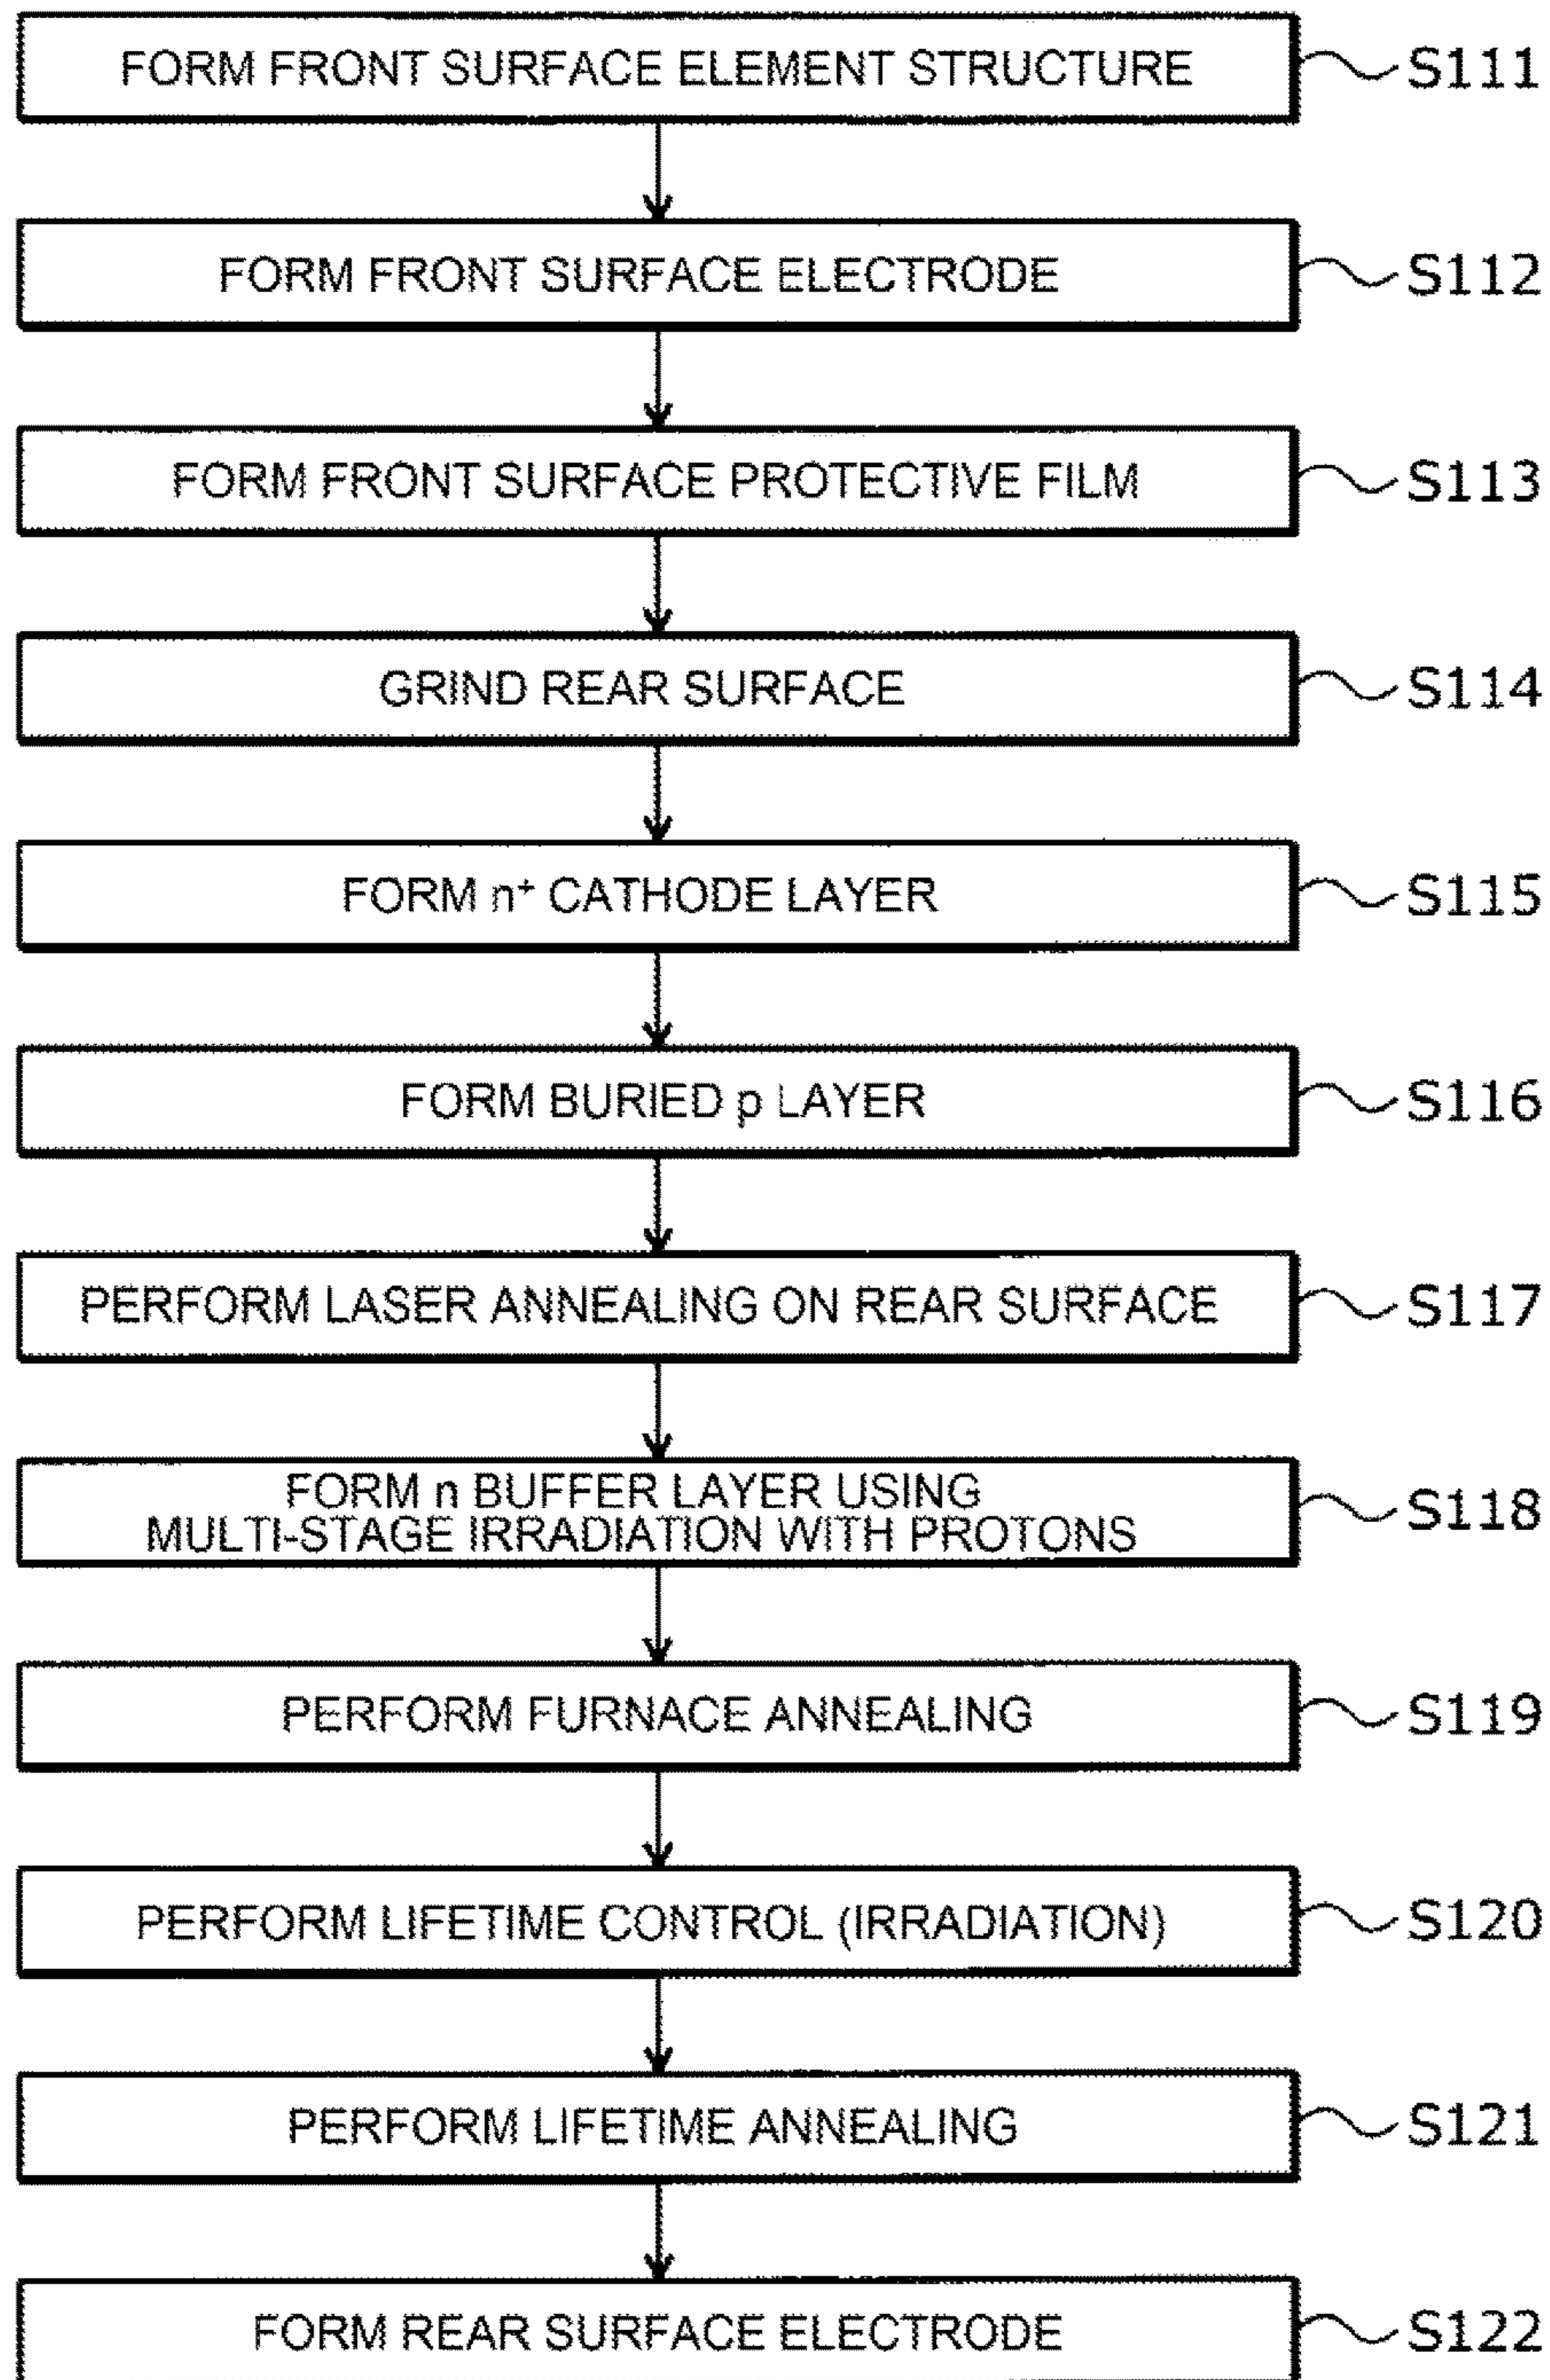 FORM FRONT SURFACE ELEMENT STRUCTURE S111
FORM FRONT SURFACE ELECTRODE S112
FORM FRONT SURFACE PROTECTIVE FILM S113
GRIND REAR SURFACE S114
FORM n⁺ CATHODE LAYER S115
FORM BURIED p LAYER S116
PERFORM LASER ANNEALING ON REAR SURFACE S117
FORM n BUFFER LAYER USING
MULTI-STAGE IRRADIATION WITH PROTONS S118
PERFORM FURNACE ANNEALING S119
PERFORM LIFETIME CONTROL (IRRADIATION) S120
PERFORM LIFETIME ANNEALING S121
FORM REAR SURFACE ELECTRODE S122